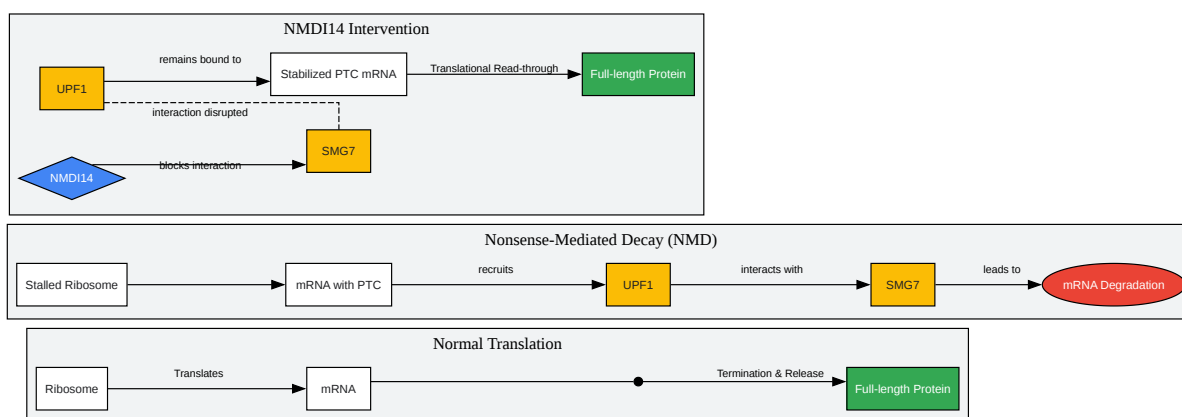 NMDI14 Intervention
remains bound to
UPF1
Stabilized PTC mRNA
Translational Read-through
Full-length Protein
interaction disrupted
SMG7
NMDI14
blocks interaction
Nonsense-Mediated Decay (NMD)
Stalled Ribosome
mRNA with PTC
recruits
UPF1
interacts with
SMG7
leads to
mRNA Degradation
Normal Translation
Ribosome
Translates
mRNA
Termination & Release
Full-length Protein